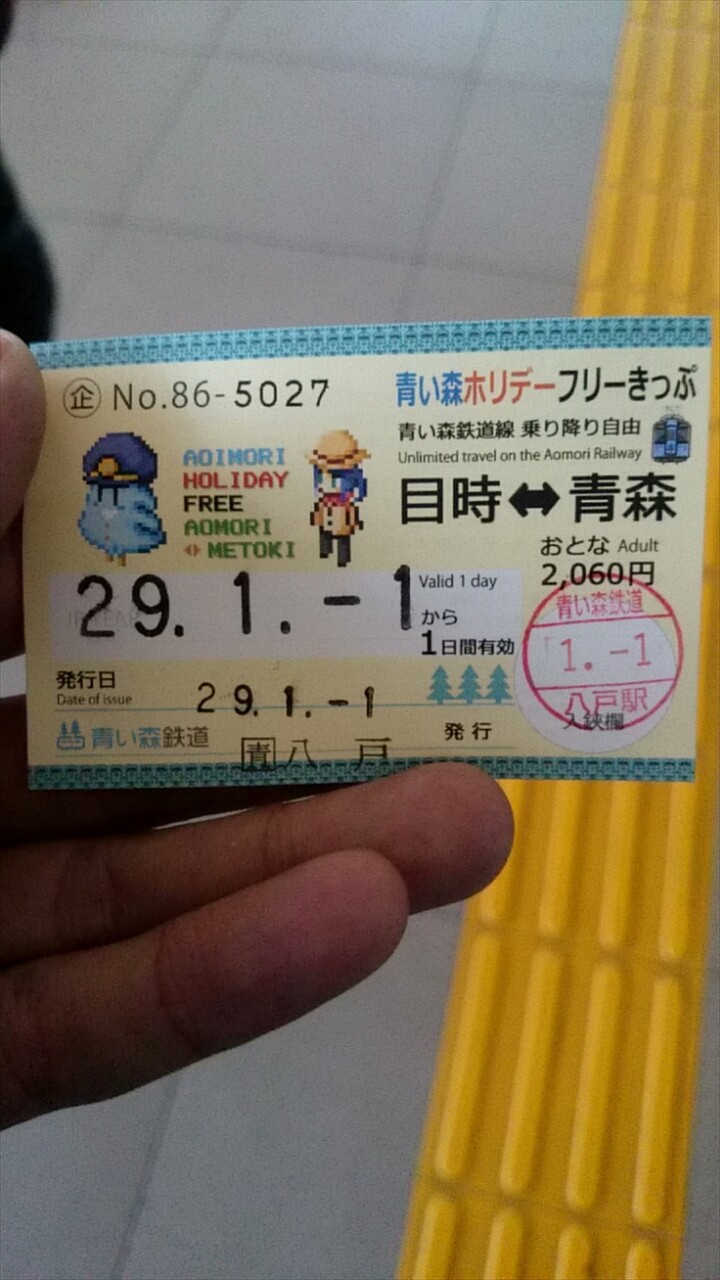 企 No.86-5027
青い森ホリデーフリーきっぷ
青い森鉄道線 乗り降り自由
Unlimited travel on the Aomori Railway
AOIMORI
HOLIDAY
FREE
AOMORI
⇔ METOKI
目時⇔青森
おとな Adult
2,060円
29. 1. -1
Valid 1 day
から
1日間有効
発行日
Date of issue
29. 1. -1
青い森鉄道
青 八 戸
発 行
青い森鉄道
1. -1
八戸駅
入鋏欄